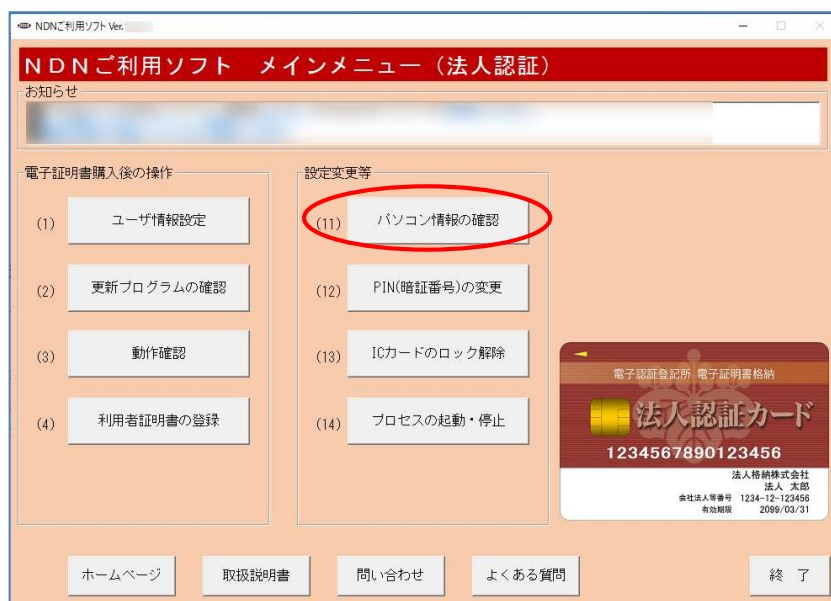 NDNご利用ソフト Ver.
NDNご利用ソフト メインメニュー（法人認証）
お知らせ
電子証明書購入後の操作
(1) ユーザ情報設定
(2) 更新プログラムの確認
(3) 動作確認
(4) 利用者証明書の登録
設定変更等
(11) パソコン情報の確認
(12) PIN(暗証番号)の変更
(13) ICカードのロック解除
(14) プロセスの起動・停止
電子認証登記所 電子証明書格納
法人認証カード
1234567890123456
法人格納株式会社
法人 太郎
会社法人等番号 1234-12-123456
有効期限 2099/03/31
ホームページ 取扱説明書 問い合わせ よくある質問 終 了